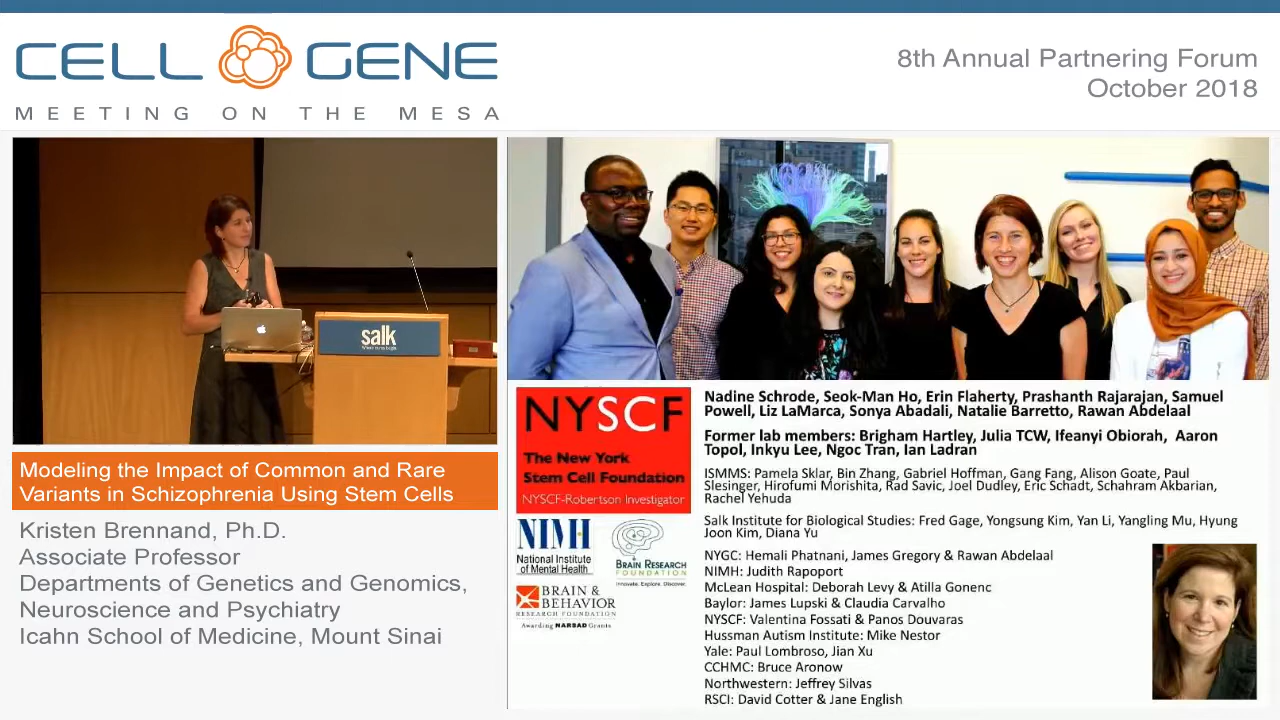 CELL GENE
MEETING ON THE MESA
8th Annual Partnering Forum
October 2018
salk
Modeling the Impact of Common and Rare
Variants in Schizophrenia Using Stem Cells
Kristen Brennand, Ph.D.
Associate Professor
Departments of Genetics and Genomics,
Neuroscience and Psychiatry
Icahn School of Medicine, Mount Sinai
NYSCF
The New York
Stem Cell Foundation
NYSCF-Robertson Investigator
NIMH
National Institute
of Mental Health
BRAIN RESEARCH
FOUNDATION
Innovate. Explore. Discover.
BRAIN &
BEHAVIOR
RESEARCH FOUNDATION
Awarding NARSAD Grants
Nadine Schrode, Seok-Man Ho, Erin Flaherty, Prashanth Rajarajan, Samuel
Powell, Liz LaMarca, Sonya Abadali, Natalie Barretto, Rawan Abdelaal
Former lab members: Brigham Hartley, Julia TCW, Ifeanyi Obiorah, Aaron
Topol, Inkyu Lee, Ngoc Tran, Ian Ladran
ISMMS: Pamela Sklar, Bin Zhang, Gabriel Hoffman, Gang Fang, Alison Goate, Paul
Slesinger, Hirofumi Morishita, Rad Savic, Joel Dudley, Eric Schadt, Schahram Akbarian,
Rachel Yehuda
Salk Institute for Biological Studies: Fred Gage, Yongsung Kim, Yan Li, Yangling Mu, Hyung
Joon Kim, Diana Yu
NYGC: Hemali Phatnani, James Gregory & Rawan Abdelaal
NIMH: Judith Rapoport
McLean Hospital: Deborah Levy & Atilla Gonenc
Baylor: James Lupski & Claudia Carvalho
NYSCF: Valentina Fossati & Panos Douvaras
Hussman Autism Institute: Mike Nestor
Yale: Paul Lombroso, Jian Xu
CCHMC: Bruce Aronow
Northwestern: Jeffrey Silvas
RSCI: David Cotter & Jane English